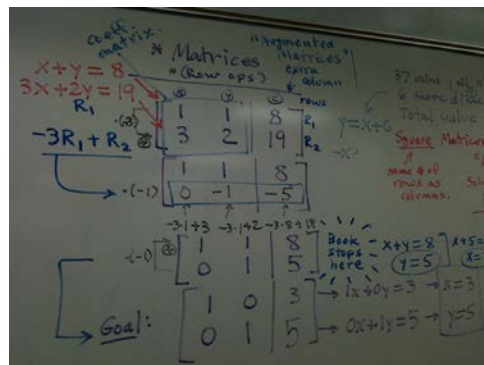 coeff. matrix.
* Matrices
*(Row ops)
"Augmented Matrices"
extra column
x+y=8
3x+2y=19
ⓧ ⓨ ⓒ rows
R₁
·(-3) [1 1 | 8] R₁
[3 2 | 19] R₂
-3R₁ + R₂
y=x+6
-x
37 coins, all
6 more
Total value
Square Matrices
same # of
rows as
columns.
[1 1 | 8]
·(-1) [0 -1 | -5]
-3·1+3 -3·1+2 -3·8+19
·(-1) [1 1 | 8]
[0 1 | 5]
Book
stops
here
x+y=8
y=5
x+5=
x=
Goal:
[1 0 | 3] → 1x+0y=3 → x=3
[0 1 | 5] → 0x+1y=5 → y=5